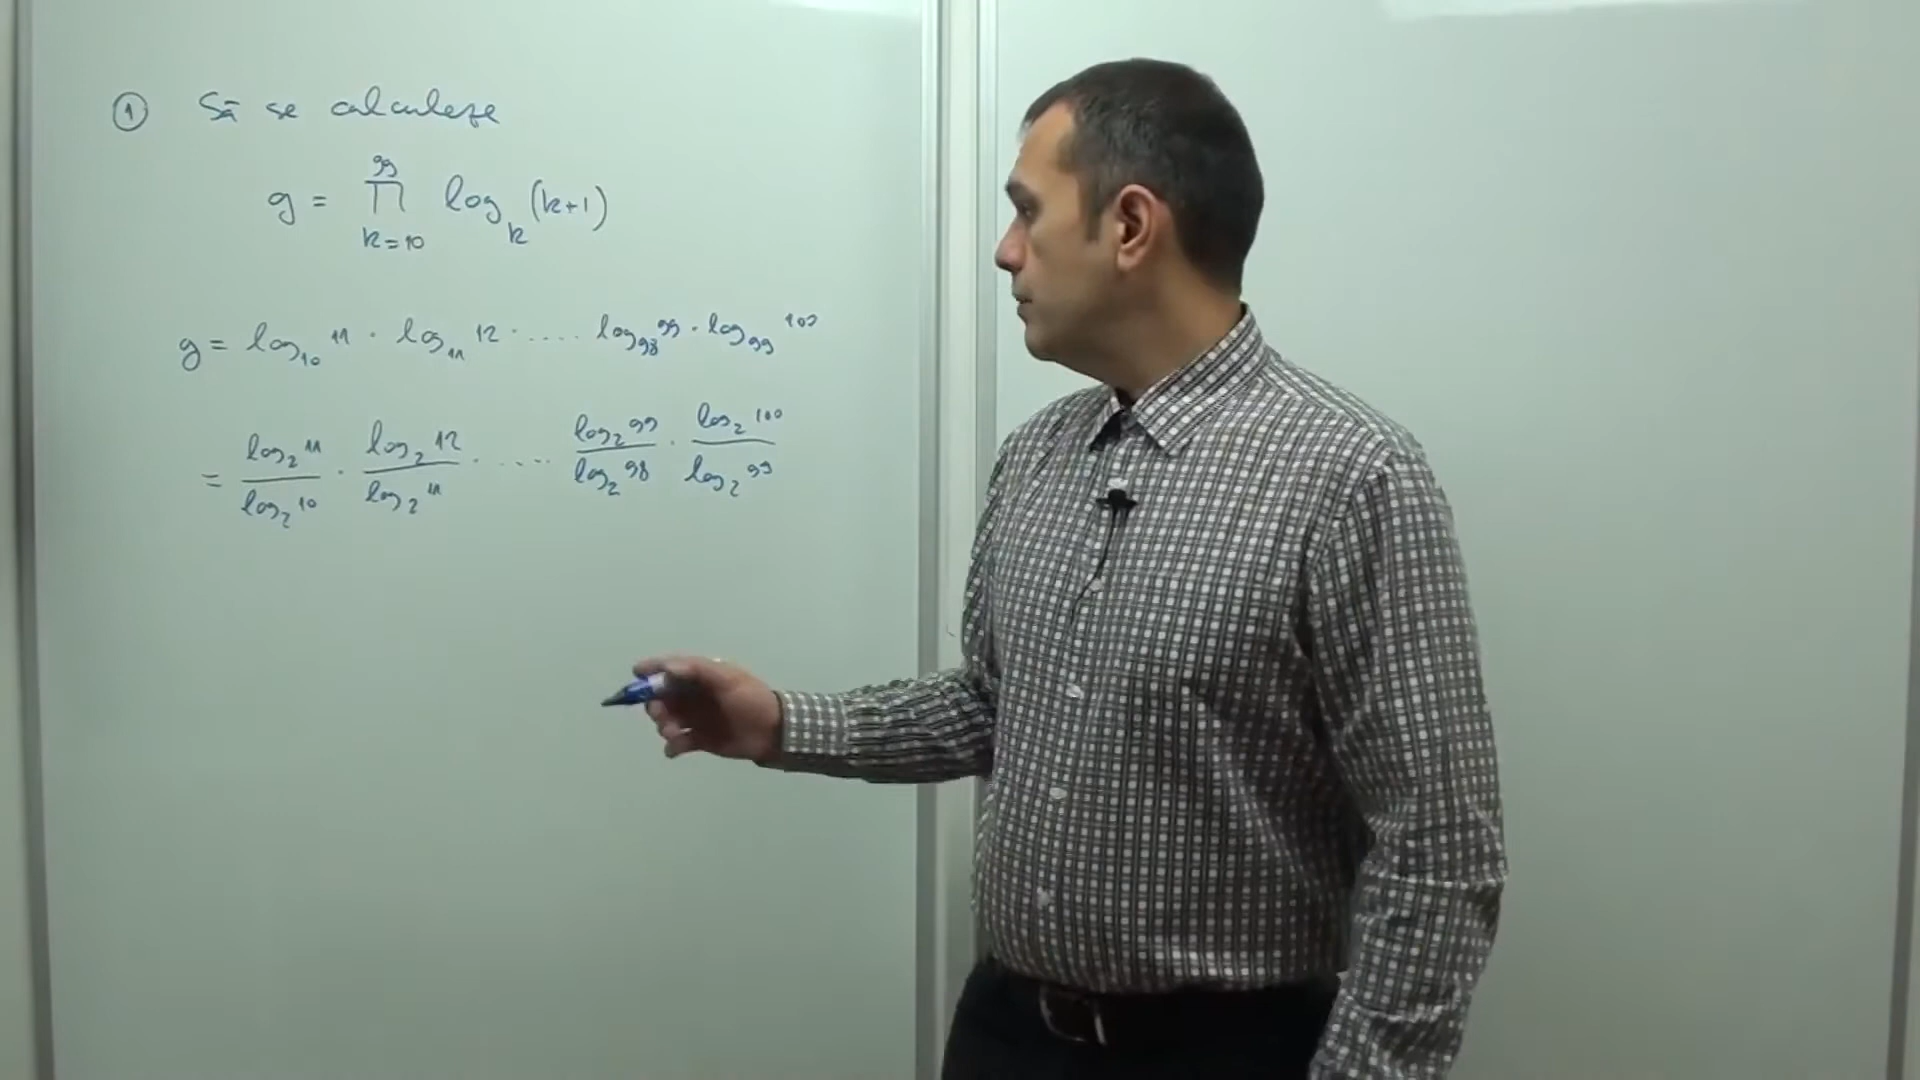 ① Să se calculeze
g = ∏_{k=10}^{99} log_k (k+1)
g = log_10 11 · log_11 12 · .... log_98 99 · log_99 100
= log_2 11 / log_2 10 · log_2 12 / log_2 11 · .... log_2 99 / log_2 98 · log_2 100 / log_2 99